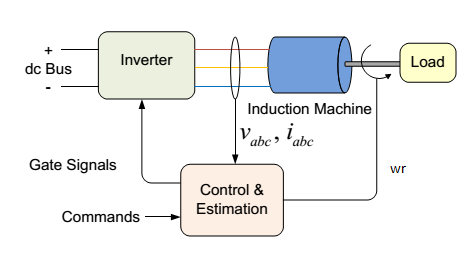 +
dc Bus
-
Inverter
Load
Induction Machine
v_abc, i_abc
Gate Signals
wr
Control &
Estimation
Commands